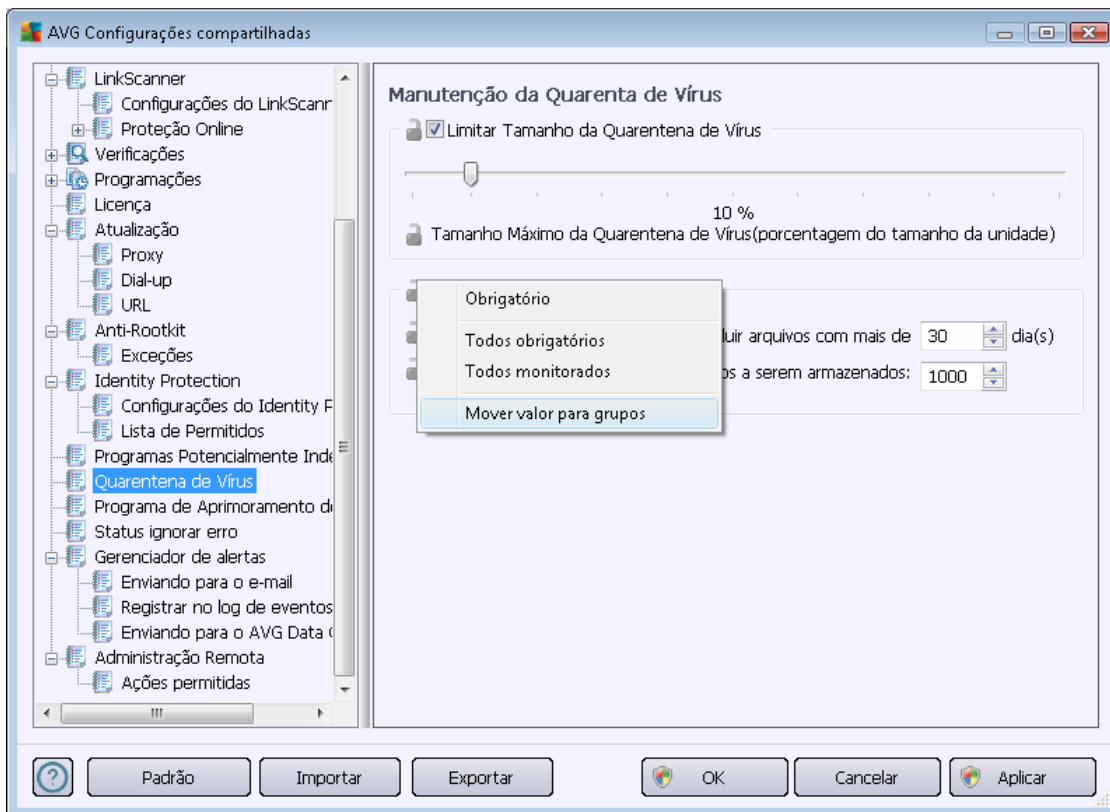 AVG Configurações compartilhadas
LinkScanner
Configurações do LinkScanr
Proteção Online
Verificações
Programações
Licença
Atualização
Proxy
Dial-up
URL
Anti-Rootkit
Exceções
Identity Protection
Configurações do Identity P
Lista de Permitidos
Programas Potencialmente Inde
Quarentena de Vírus
Programa de Aprimoramento d
Status ignorar erro
Gerenciador de alertas
Enviando para o e-mail
Registrar no log de eventos
Enviando para o AVG Data
Administração Remota
Ações permitidas
Manutenção da Quarenta de Vírus
Limitar Tamanho da Quarentena de Vírus
10 %
Tamanho Máximo da Quarentena de Vírus(porcentagem do tamanho da unidade)
Obrigatório
Todos obrigatórios
Todos monitorados
Mover valor para grupos
luir arquivos com mais de 30 dia(s)
os a serem armazenados: 1000
?
Padrão
Importar
Exportar
OK
Cancelar
Aplicar